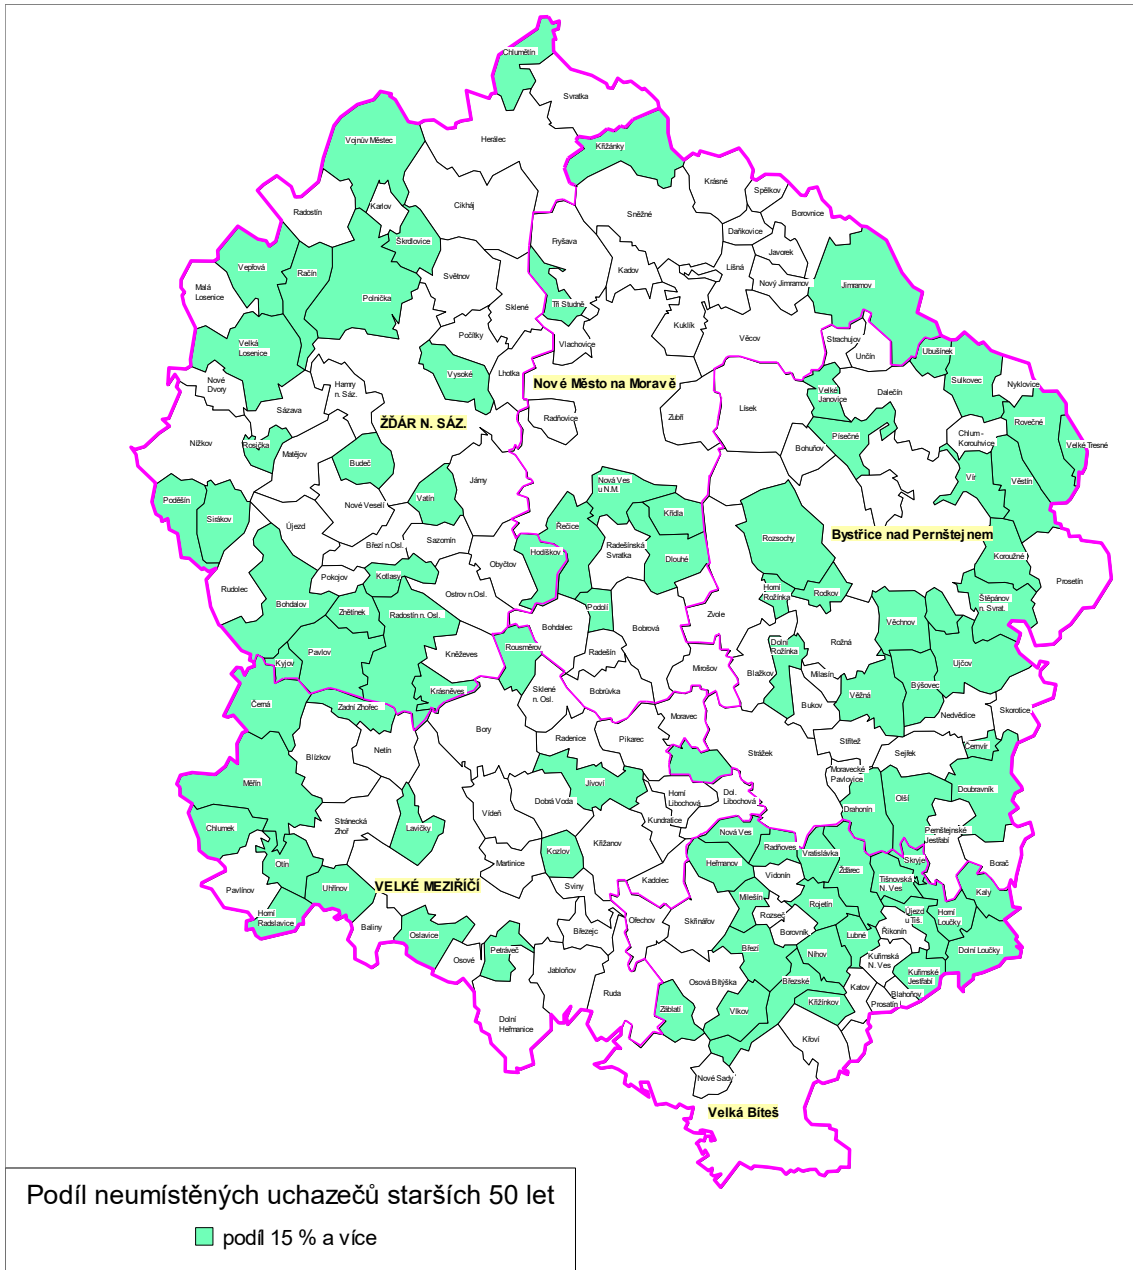 Chlumětín
Svratka
Vojnův Městec
Herálec
Křižánky
Krásné
Spělkov
Radostín
Karlov
Cikháj
Sněžné
Borovnice
Daňkovice
Škrdlovice
Fryšava
Javorek
Vepřová
Račín
Světnov
Kadov
Lišná
Malá
Losenice
Polnička
Sklené
Tři Studně
Nový Jimramov
Jimramov
Velká
Losenice
Počítky
Kuklík
Věcov
Strachujov
Unčín
Vlachovice
Ubušínek
Nové
Dvory
Hamry
n. Sáz.
Vysoké
Lhotka
Nové Město na Moravě
Velké
Janovice
Dalečín
Sulkovec
Nyklovice
Sázava
ŽĎÁR N. SÁZ.
Radňovice
Zubří
Lísek
Rovečné
Nížkov
Rosička
Matějov
Písečné
Bohuňov
Chlum -
Korouhvice
Velké Tresné
Budeč
Jámy
Nová Ves
u N.M.
Vír
Věstín
Poděšín
Sirákov
Nové Veselí
Vatín
Řečice
Křídla
Újezd
Rozsochy
Bystřice nad Pernštejnem
Březí n.Osl.
Sazomín
Hodíškov
Radešínská
Svratka
Dlouhé
Koroužné
Prosetín
Rudolec
Pokojov
Kotlasy
Obyčtov
Horní
Rožínka
Rodkov
Štěpánov
n. Svrat.
Bohdalov
Znětínek
Radostín n. Osl.
Ostrov n.Osl.
Podolí
Zvole
Věchnov
Pavlov
Kněževes
Rousměrov
Bohdalec
Radešín
Bobrová
Dolní
Rožínka
Rožná
Kyjov
Krásněves
Mirošov
Blažkov
Milasín
Ujčov
Černá
Zadní Zhořec
Sklené
n. Osl.
Bobrůvka
Bukov
Věžná
Býšovec
Nedvědice
Skorotice
Bory
Moravec
Blízkov
Netín
Radenice
Pikárec
Strážek
Střítež
Sejřek
Černvír
Měřín
Jívoví
Moravecké
Pavlovice
Doubravník
Dobrá Voda
Horní
Libochová
Dol.
Libochová
Drahonín
Olší
Chlumek
Stránecká
Zhoř
Lavičky
Vídeň
Kundratice
Nová Ves
Radňoves
Pernštejnské
Jestřabí
Otín
Martinice
Kozlov
Křižanov
Heřmanov
Vratislávka
Žďárec
Skryje
Borač
Pavlínov
Uhřínov
VELKÉ MEZIŘÍČÍ
Sviny
Kadolec
Vidonín
Tišnovská
N. Ves
Kaly
Horní
Radslavice
Baliny
Oslavice
Březejc
Ořechov
Skřinářov
Milešín
Rozseč
Rojetín
Újezd
u Tiš.
Horní
Loučky
Borovník
Lubné
Řikonín
Petráveč
Osové
Jabloňov
Březí
Níhov
Kuřimská
N. Ves
Dolní Loučky
Ruda
Osová Bítýška
Březské
Katov
Kuřimské
Jestřabí
Dolní
Heřmanice
Záblatí
Vlkov
Křižínkov
Prosatín
Blahoňov
Křoví
Nové Sady
Velká Bíteš
Podíl neumístěných uchazečů starších 50 let
podíl 15 % a více